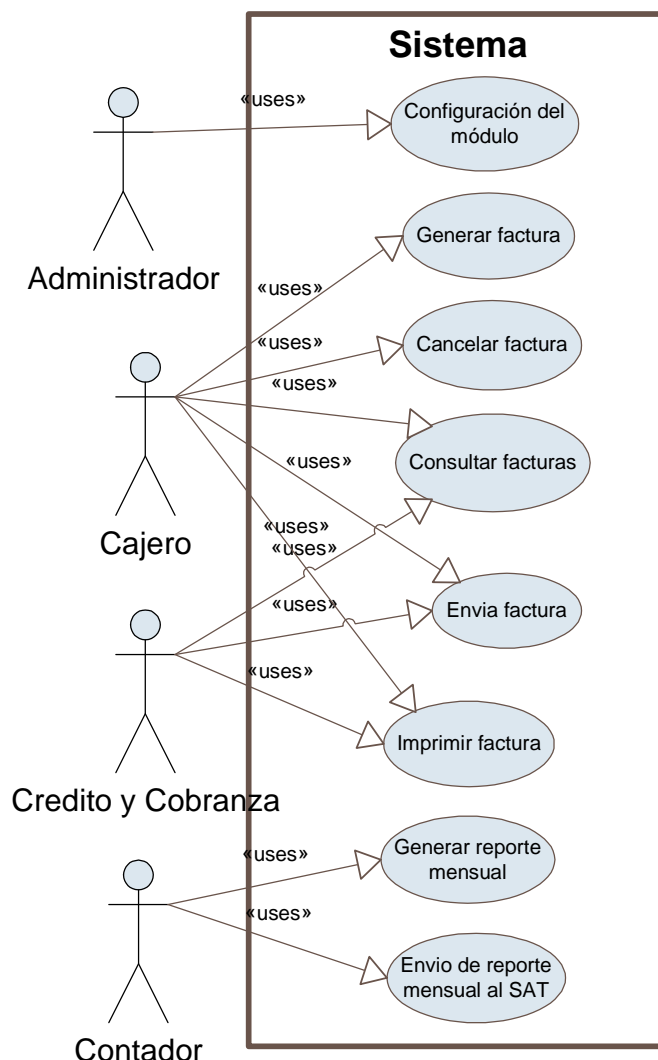 Sistema
«uses»
Configuración del
módulo
Administrador
Generar factura
«uses»
«uses»
Cancelar factura
«uses»
Consultar facturas
«uses»
Cajero
«uses»
«uses»
«uses»
Envia factura
«uses»
Imprimir factura
Credito y Cobranza
«uses»
Generar reporte
mensual
«uses»
Envio de reporte
mensual al SAT
Contador